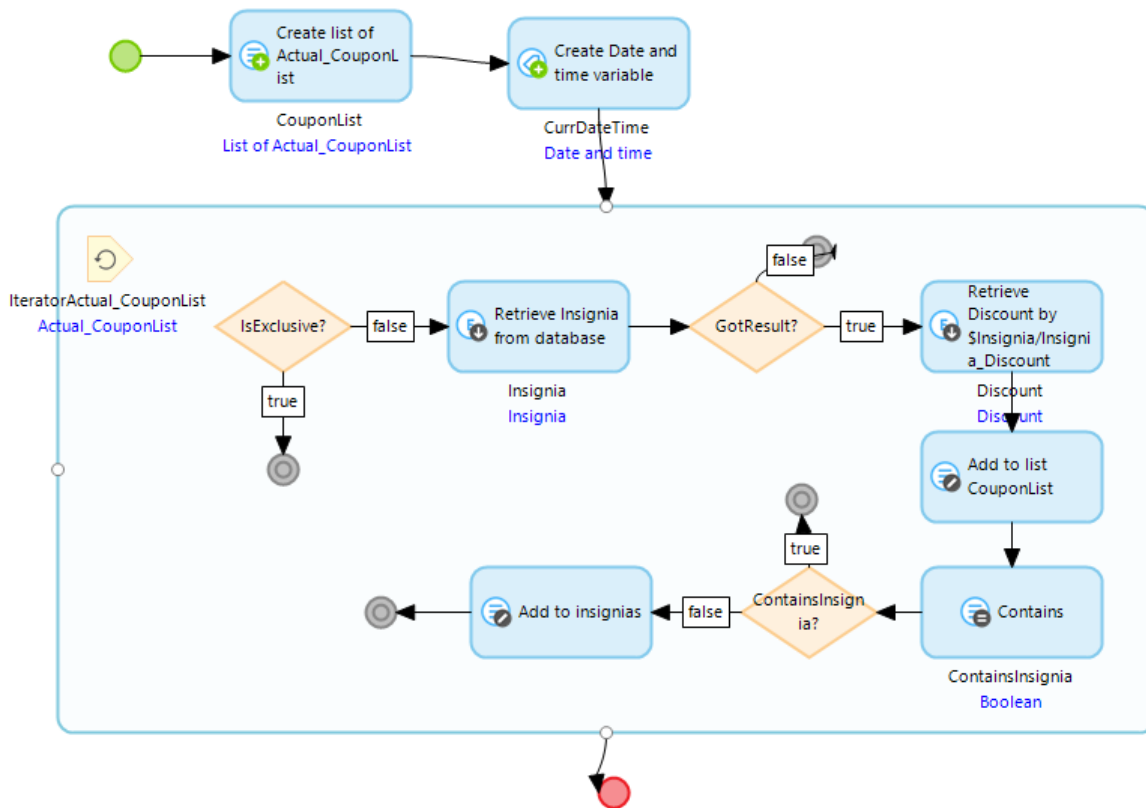 Create list of
Actual_CouponL
ist
CouponList
List of Actual_CouponList
Create Date and
time variable
CurrDateTime
Date and time
IteratorActual_CouponList
Actual_CouponList
IsExclusive?
false
true
Retrieve Insignia
from database
Insignia
Insignia
GotResult?
false
true
Retrieve
Discount by
$Insignia/Insigni
a_Discount
Discount
Discount
Add to list
CouponList
Contains
ContainsInsignia
Boolean
ContainsInsign
ia?
true
false
Add to insignias